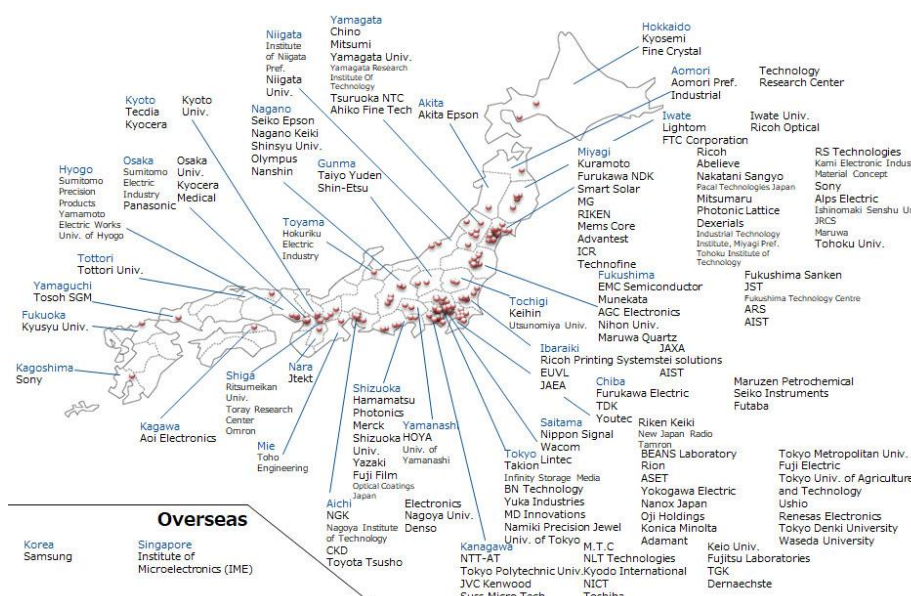 Hokkaido
Kyosemi
Fine Crystal
Aomori
Aomori Pref.
Industrial
Technology
Research Center
Yamagata
Chino
Mitsumi
Yamagata Univ.
Yamagata Research
Institute Of
Technology
Tsuruoka NTC
Ahiko Fine Tech
Niigata
Institute
of Niigata
Pref.
Niigata
Univ.
Akita
Akita Epson
Iwate
Lightom
FTC Corporation
Iwate Univ.
Ricoh Optical
Kyoto
Tecdia
Kyocera
Kyoto
Univ.
Nagano
Seiko Epson
Nagano Keiki
Shinsyu Univ.
Olympus
Nanshin
Gunma
Taiyo Yuden
Shin-Etsu
Miyagi
Kuramoto
Furukawa NDK
Smart Solar
MG
RIKEN
Mems Core
Advantest
ICR
Technofine
Ricoh
Abelieve
Nakatani Sangyo
Pacal Technologies Japan
Mitsumaru
Photonic Lattice
Dexerials
Industrial Technology
Institute, Miyagi Pref.
Tohoku Institute of
Technology
RS Technologies
Kami Electronic Indus
Material Concept
Sony
Alps Electric
Ishinomaki Senshu U
JRCS
Maruwa
Tohoku Univ.
Hyogo
Sumitomo
Precision
Products
Yamamoto
Electric Works
Univ. of Hyogo
Osaka
Sumitomo
Electric
Industry
Panasonic
Osaka
Univ.
Kyocera
Medical
Toyama
Hokuriku
Electric
Industry
Tottori
Tottori Univ.
Yamaguchi
Tosoh SGM
Fukuoka
Kyusyu Univ.
Kagoshima
Sony
Fukushima
EMC Semiconductor
Munekata
AGC Electronics
Nihon Univ.
Maruwa Quartz
Fukushima Sanken
JST
Fukushima Technology Centre
ARS
AIST
Tochigi
Keihin
Utsunomiya Univ.
Ibaraiki
Ricoh Printing Systemstei solutions
EUVL
JAEA
JAXA
AIST
Chiba
Furukawa Electric
TDK
Youtec
Maruzen Petrochemical
Seiko Instruments
Futaba
Kagawa
Aoi Electronics
Shiga
Ritsumeikan
Univ.
Toray Research
Center
Omron
Nara
Jtekt
Mie
Toho
Engineering
Shizuoka
Hamamatsu
Photonics
Merck
Shizuoka
Univ.
Yazaki
Fuji Film
Optical Coatings
Japan
Yamanashi
HOYA
Univ. of
Yamanashi
Saitama
Nippon Signal
Wacom
Lintec
Riken Keiki
New Japan Radio
Tamron
Tokyo
Takion
Infinity Storage Media
BN Technology
Yuka Industries
MD Innovations
Namiki Precision Jewel
Univ. of Tokyo
BEANS Laboratory
Rion
ASET
Yokogawa Electric
Nanox Japan
Oji Holdings
Konica Minolta
Adamant
Tokyo Metropolitan Univ.
Fuji Electric
Tokyo Univ. of Agriculture
and Technology
Ushio
Renesas Electronics
Tokyo Denki University
Waseda University
Aichi
NGK
Nagoya Institute
of Technology
CKD
Toyota Tsusho
Electronics
Nagoya Univ.
Denso
Kanagawa
NTT-AT
Tokyo Polytechnic Univ.
JVC Kenwood
Suss Micro Tech
M.T.C
NLT Technologies
Kyodo International
NICT
Toshiba
Keio Univ.
Fujitsu Laboratories
TGK
Dernaechste
Overseas
Korea
Samsung
Singapore
Institute of
Microelectronics (IME)